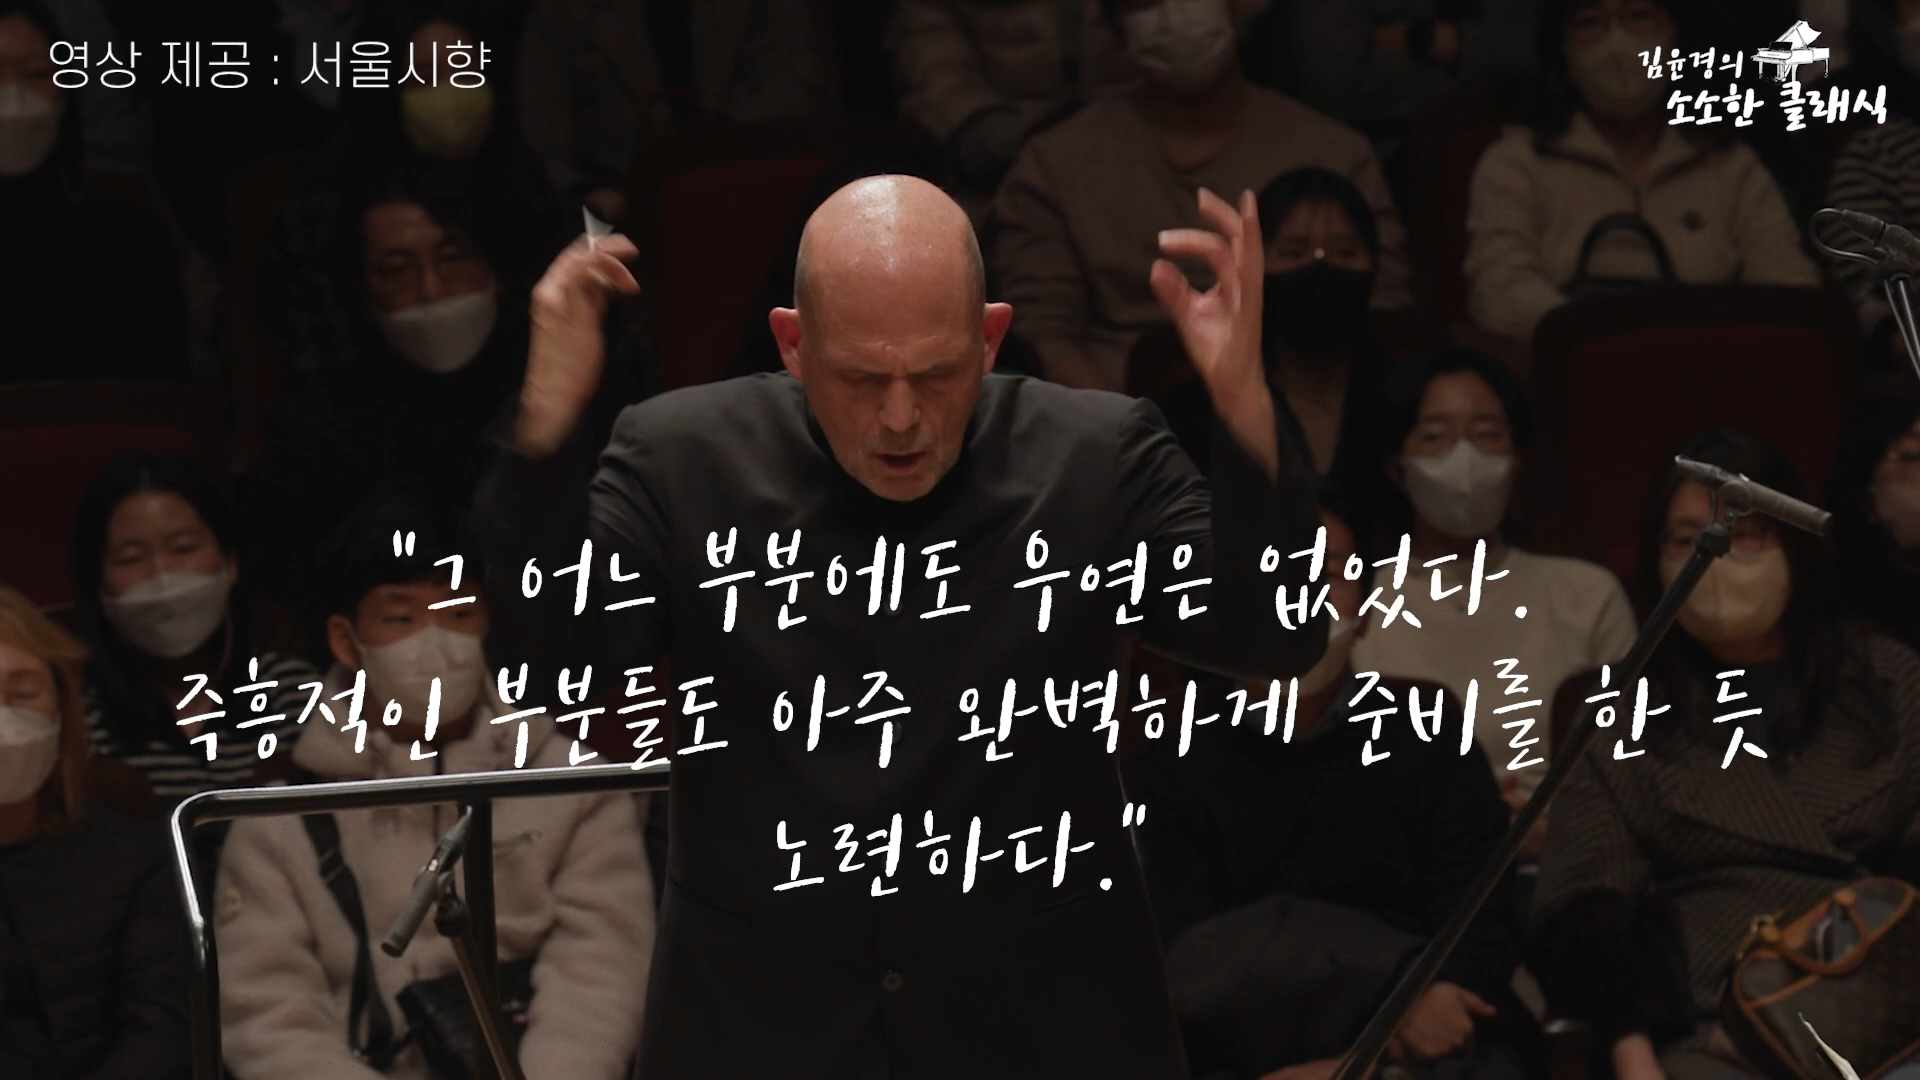 영상 제공 : 서울시향
김윤경의
소소한 클래식
"그 어느 부분에도 우연은 없었다.
즉흥적인 부분들도 아주 완벽하게 준비를 한 듯
노련하다."